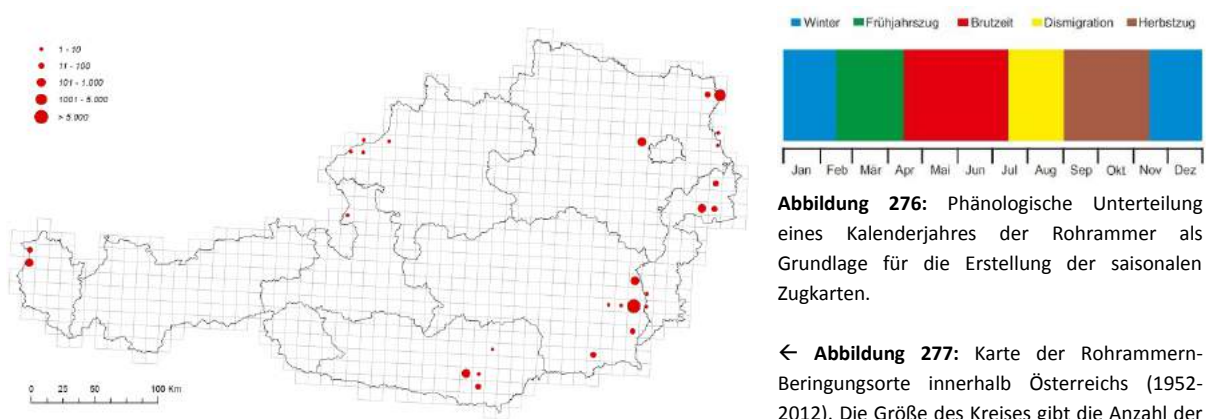 1 - 10
11 - 100
101 - 1.000
1001 - 5.000
> 5.000
0 25 50 100 Km
Winter Frühjahrszug Brutzeit Dismigration Herbstzug
Jan Feb Mär Apr Mai Jun Jul Aug Sep Okt Nov Dez
Abbildung 276: Phänologische Unterteilung
eines Kalenderjahres der Rohrammer als
Grundlage für die Erstellung der saisonalen
Zugkarten.
← Abbildung 277: Karte der Rohrammern-
Beringungsorte innerhalb Österreichs (1952-
2012). Die Größe des Kreises gibt die Anzahl der